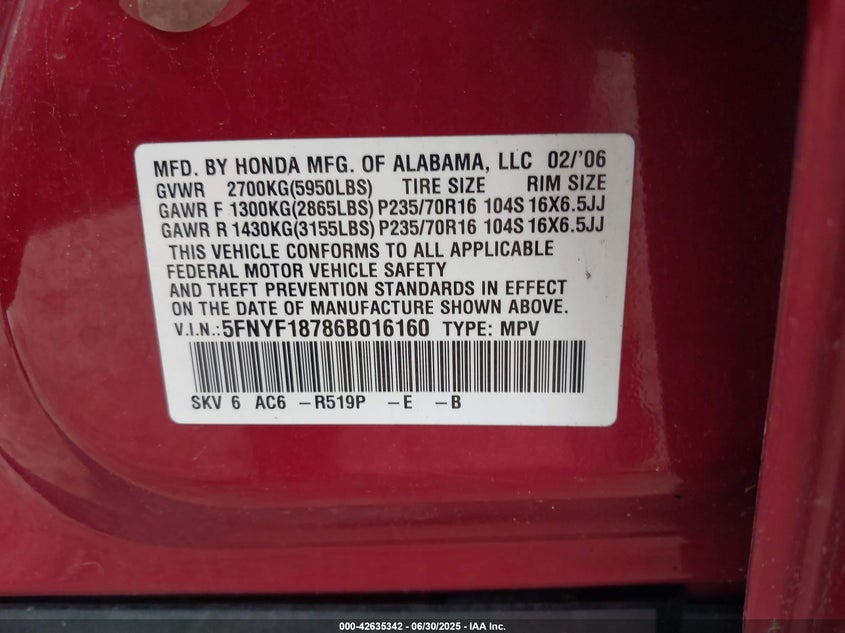 MFD. BY HONDA MFG. OF ALABAMA, LLC 02/'06
GVWR 2700KG(5950LBS) TIRE SIZE RIM SIZE
GAWR F 1300KG(2865LBS) P235/70R16 104S 16X6.5JJ
GAWR R 1430KG(3155LBS) P235/70R16 104S 16X6.5JJ
THIS VEHICLE CONFORMS TO ALL APPLICABLE
FEDERAL MOTOR VEHICLE SAFETY
AND THEFT PREVENTION STANDARDS IN EFFECT
ON THE DATE OF MANUFACTURE SHOWN ABOVE.
V.I.N.:5FNYF18786B016160 TYPE: MPV
SKV 6 AC6 –R519P –E –B
000-42635342 | 06/30/2025 - IAA Inc.